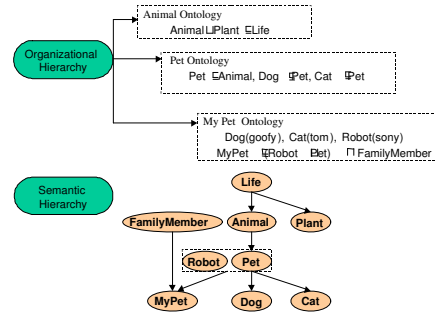 Animal Ontology
Animal⊔Plant ⊑Life
Organizational
Hierarchy
Pet Ontology
Pet ⊑Animal, Dog ⊑Pet, Cat ⊑Pet
My Pet Ontology
Dog(goofy), Cat(tom), Robot(sony)
MyPet ⊑(Robot ⊔Pet) ⊓ FamilyMember
Semantic
Hierarchy
Life
FamilyMember
Animal
Plant
Robot
Pet
MyPet
Dog
Cat